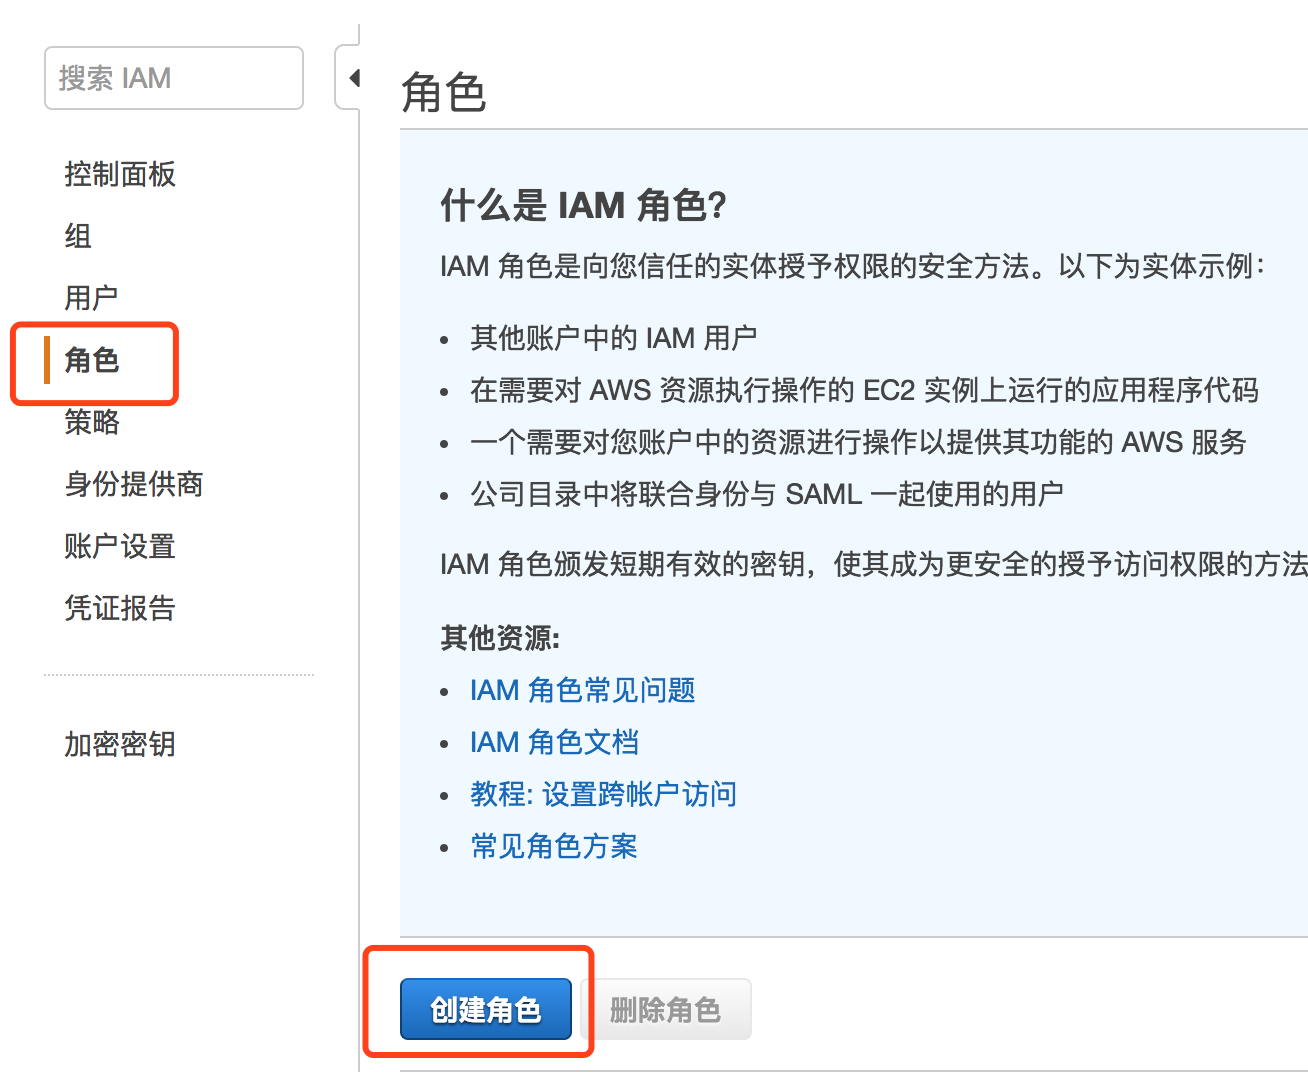 搜索 IAM
控制面板
组
用户
角色
策略
身份提供商
账户设置
凭证报告
加密密钥
角色
什么是 IAM 角色?
IAM 角色是向您信任的实体授予权限的安全方法。以下为实体示例：
其他账户中的 IAM 用户
在需要对 AWS 资源执行操作的 EC2 实例上运行的应用程序代码
一个需要对您账户中的资源进行操作以提供其功能的 AWS 服务
公司目录中将联合身份与 SAML 一起使用的用户
IAM 角色颁发短期有效的密钥，使其成为更安全的授予访问权限的方法
其他资源:
IAM 角色常见问题
IAM 角色文档
教程: 设置跨帐户访问
常见角色方案
创建角色
删除角色